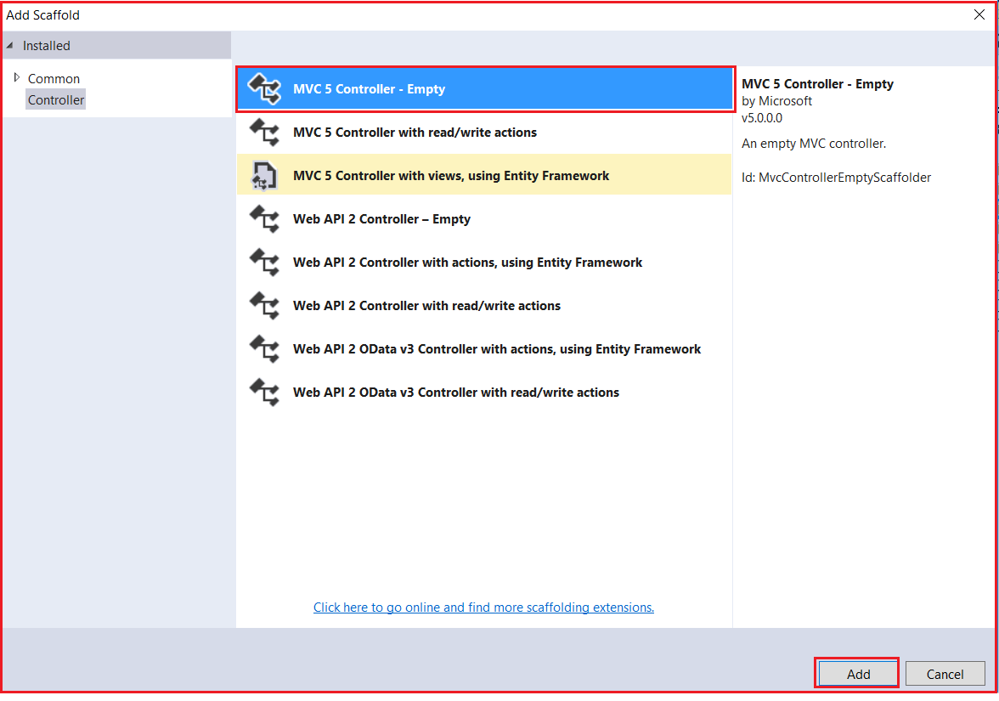 Add Scaffold
Installed
Common
Controller
MVC 5 Controller - Empty
MVC 5 Controller with read/write actions
MVC 5 Controller with views, using Entity Framework
Web API 2 Controller – Empty
Web API 2 Controller with actions, using Entity Framework
Web API 2 Controller with read/write actions
Web API 2 OData v3 Controller with actions, using Entity Framework
Web API 2 OData v3 Controller with read/write actions
Click here to go online and find more scaffolding extensions.
MVC 5 Controller - Empty
by Microsoft
v5.0.0.0
An empty MVC controller.
Id: MvcControllerEmptyScaffolder
Add
Cancel